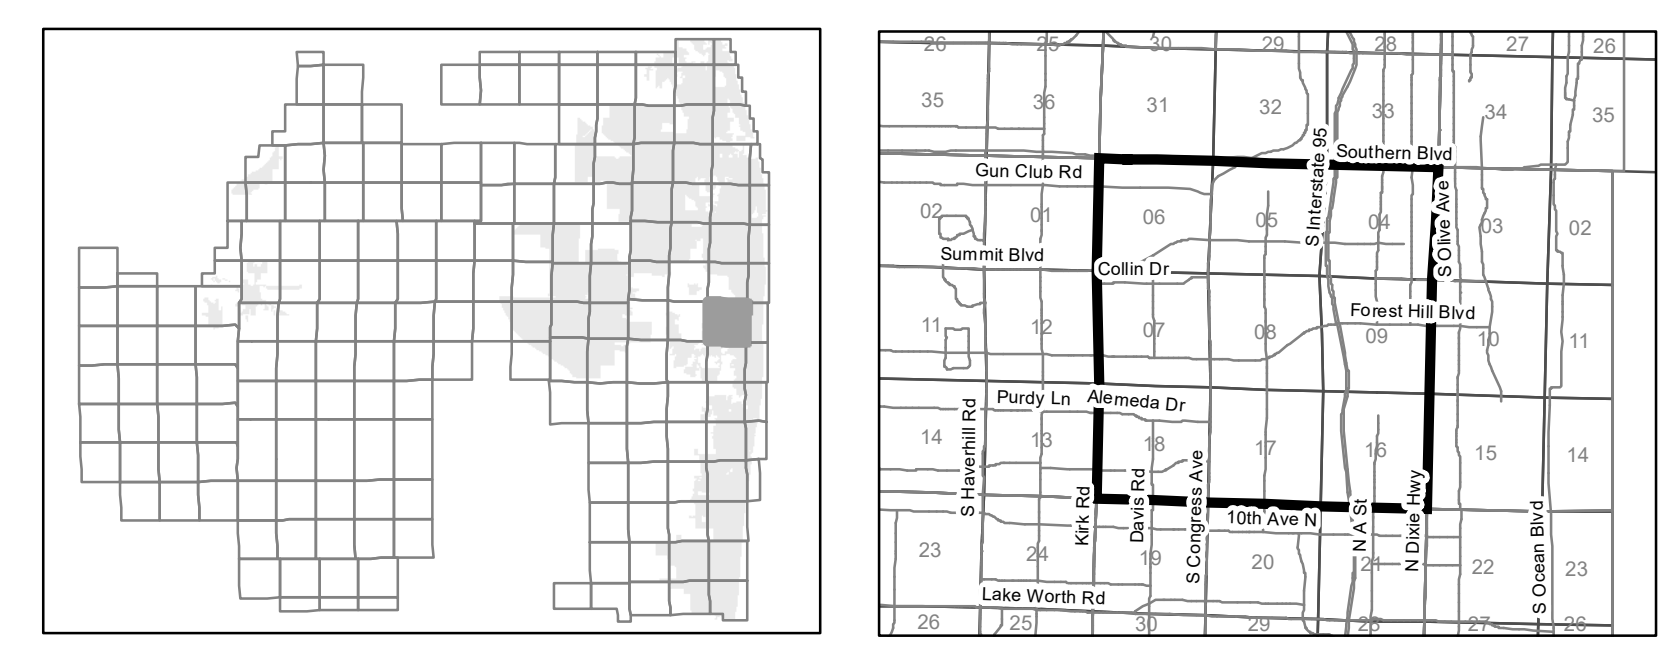 26 25 30 29 28 27 26
35 36 31 32 33 34 35
S Interstate 95
Southern Blvd
Gun Club Rd
S Olive Ave
02 01 06 05 04 03 02
Summit Blvd
Collin Dr
Forest Hill Blvd
11 12 07 08 09 10 11
Purdy Ln
Alemeda Dr
S Haverhill Rd
14 13 18 17 16 15 14
Kirk Rd
Davis Rd
S Congress Ave
10th Ave N
N A St
N Dixie Hwy
S Ocean Blvd
23 24 19 20 21 22 23
Lake Worth Rd
26 25 30 29 28 27 26